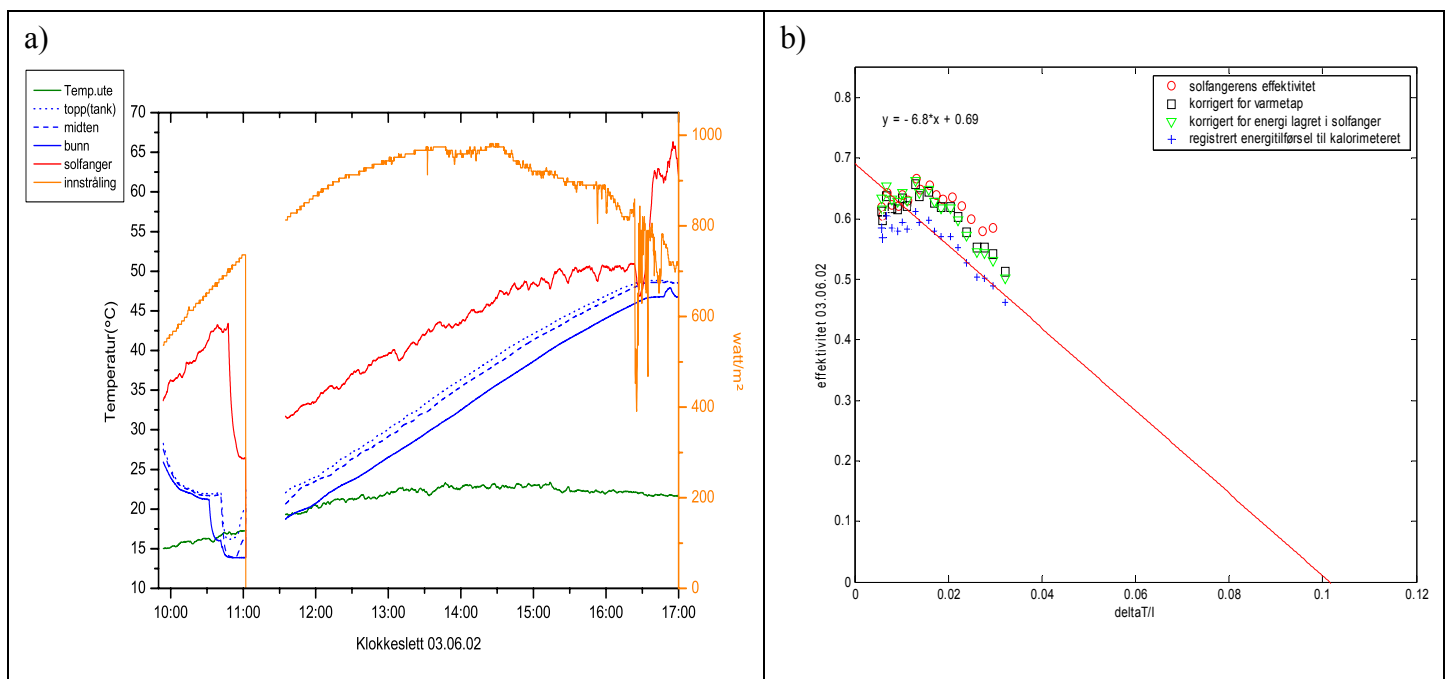 a)
Temp.ute
topp(tank)
midten
bunn
solfanger
innstråling
Temperatur(ºC)
70
65
60
55
50
45
40
35
30
25
20
15
10
1000
800
600
400
200
0
watt/m²
10:00 11:00 12:00 13:00 14:00 15:00 16:00 17:00
Klokkeslett 03.06.02
b)
solfangerens effektivitet
korrigert for varmetap
korrigert for energi lagret i solfanger
registrert energitilførsel til kalorimeteret
y = - 6.8*x + 0.69
effektivitet 03.06.02
0.8
0.7
0.6
0.5
0.4
0.3
0.2
0.1
0
0 0.02 0.04 0.06 0.08 0.1 0.12
deltaT/I